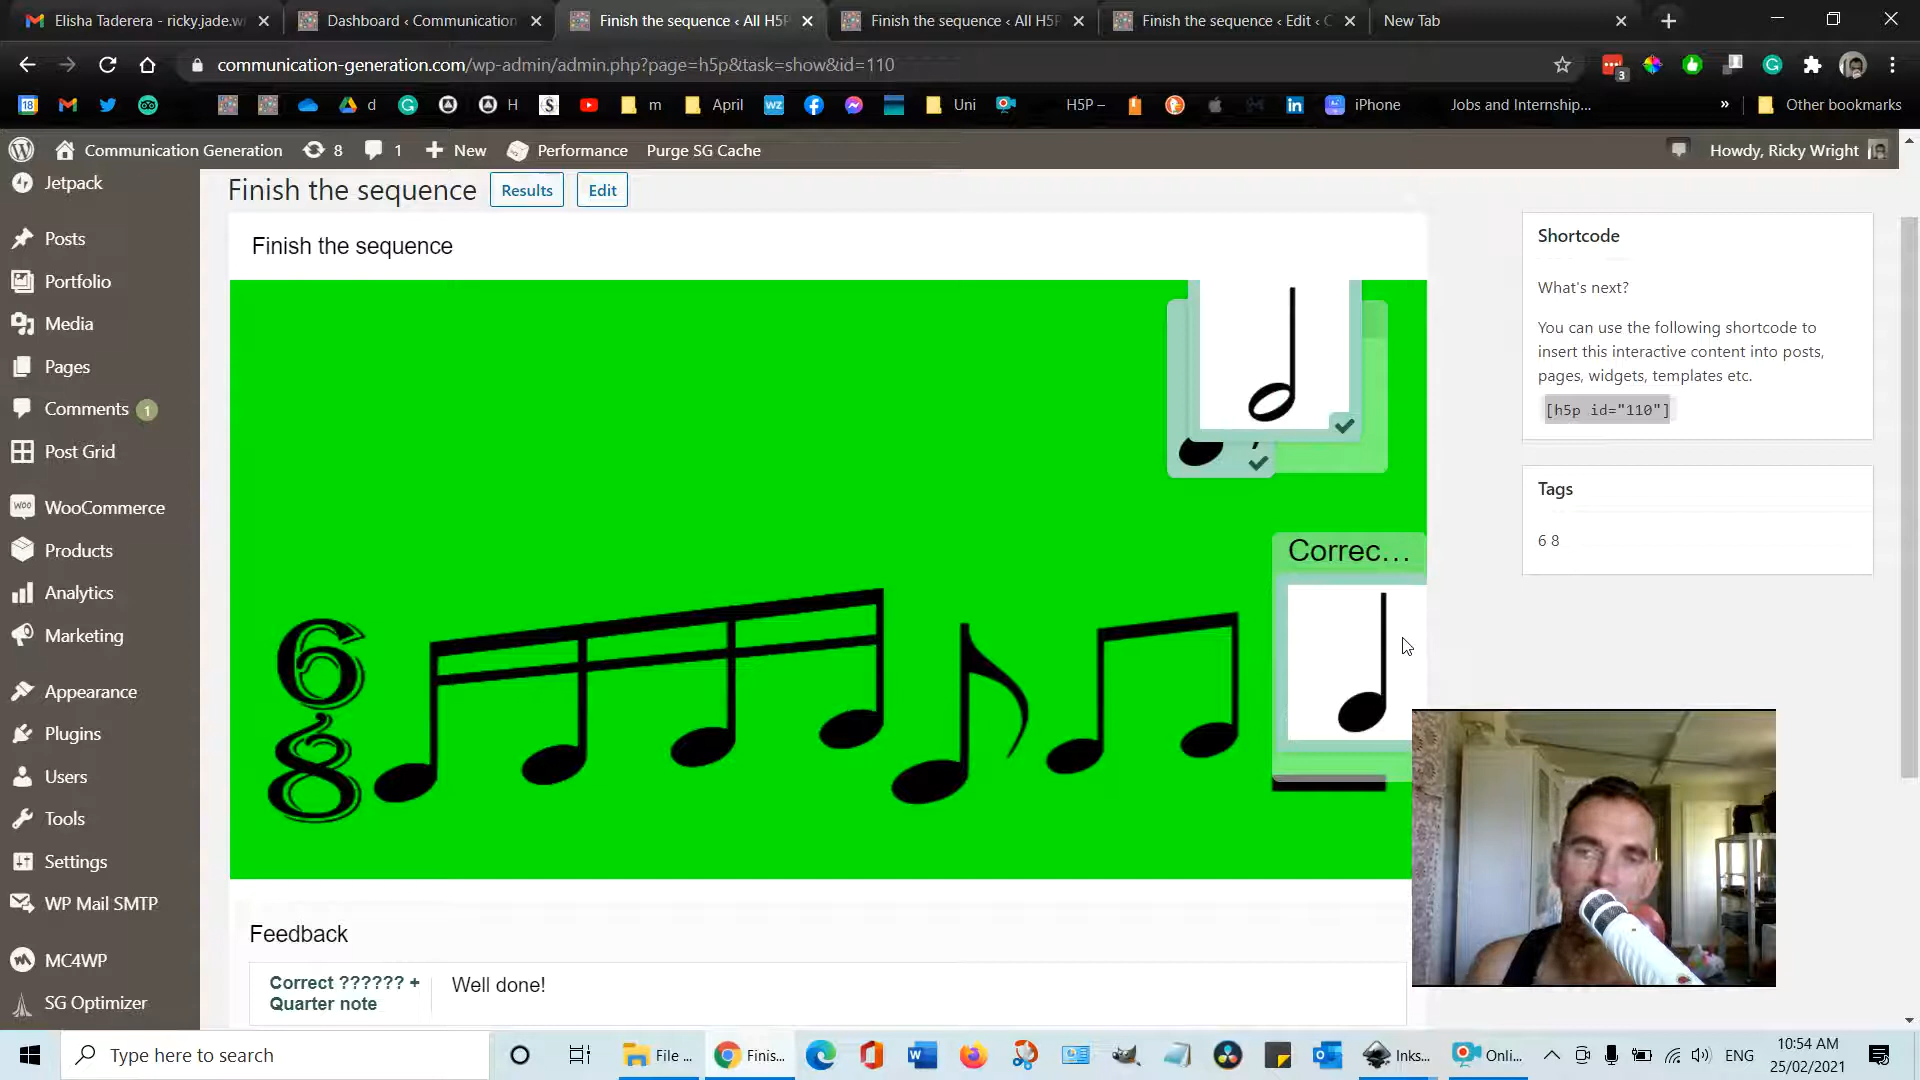 Elisha Taderera - ricky.jade.w
Dashboard ‹ Communication
Finish the sequence ‹ All H5P
Finish the sequence ‹ All H5P
Finish the sequence ‹ Edit ‹ C
New Tab
communication-generation.com/wp-admin/admin.php?page=h5p&task=show&id=110
3
18
d
H
m
April
WZ
Uni
H5P –
iPhone
Jobs and Internship...
»
Other bookmarks
Communication Generation
8
1
New
Performance
Purge SG Cache
Howdy, Ricky Wright
Jetpack
Posts
Portfolio
Media
Pages
Comments 1
Post Grid
WooCommerce
Products
Analytics
Marketing
Appearance
Plugins
Users
Tools
Settings
WP Mail SMTP
MC4WP
SG Optimizer
Finish the sequence
Results
Edit
Finish the sequence
Correc...
6
8
Feedback
Correct ?????? +
Quarter note
Well done!
Shortcode
What's next?
You can use the following shortcode to
insert this interactive content into posts,
pages, widgets, templates etc.
[h5p id="110"]
Tags
6 8
Type here to search
File ...
Finis...
Inks...
Onli...
ENG
10:54 AM
25/02/2021